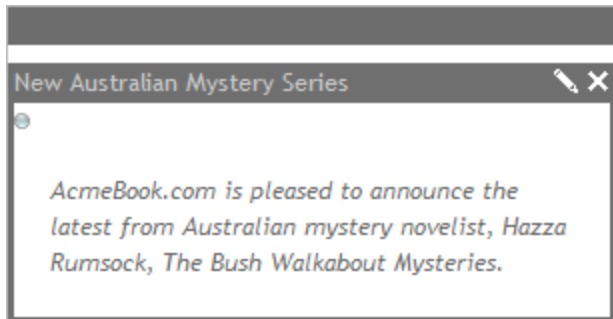 New Australian Mystery Series
AcmeBook.com is pleased to announce the
latest from Australian mystery novelist, Hazza
Rumsock, The Bush Walkabout Mysteries.